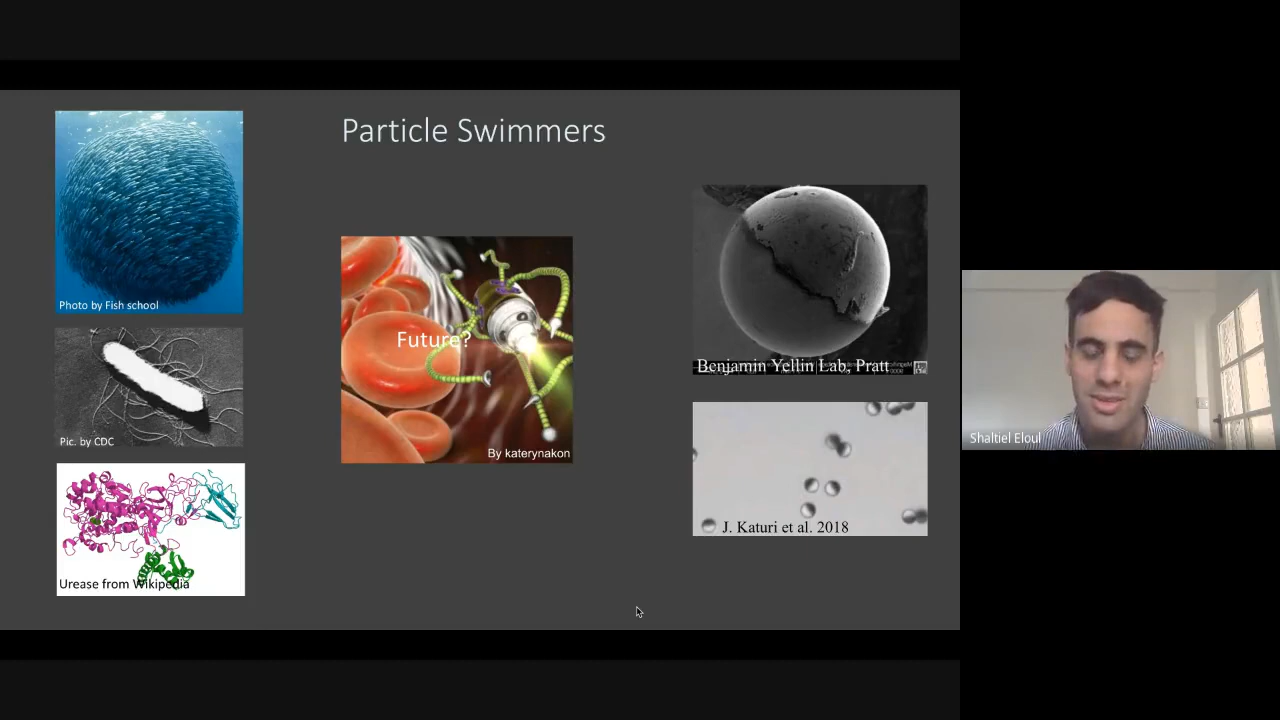 Particle Swimmers
Photo by Fish school
Pic. by CDC
Urease from Wikipedia
Future?
By katerynakon
Benjamin Yellin Lab, Pratt
J. Katuri et al. 2018
Shaltiel Eloul